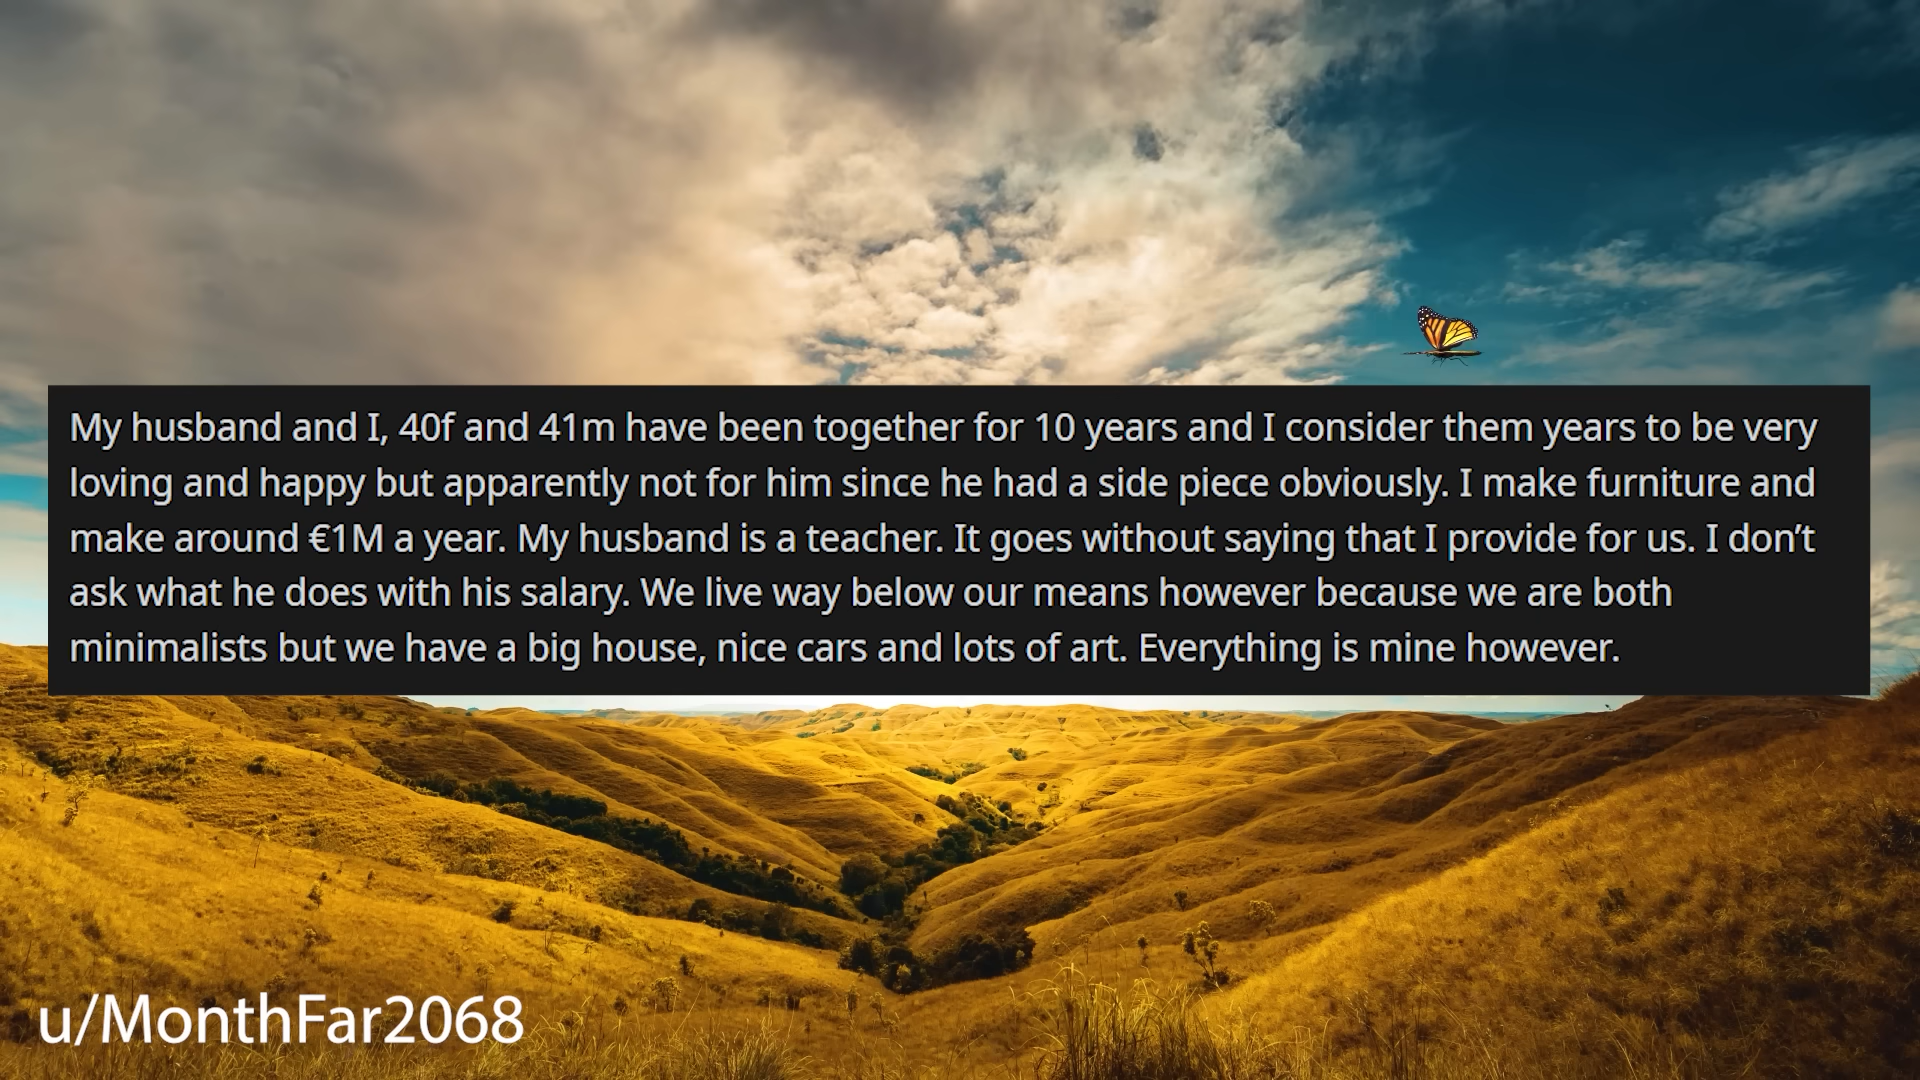 My husband and I, 40f and 41m have been together for 10 years and I consider them years to be very
loving and happy but apparently not for him since he had a side piece obviously. I make furniture and
make around €1M a year. My husband is a teacher. It goes without saying that I provide for us. I don’t
ask what he does with his salary. We live way below our means however because we are both
minimalists but we have a big house, nice cars and lots of art. Everything is mine however.
u/MonthFar2068